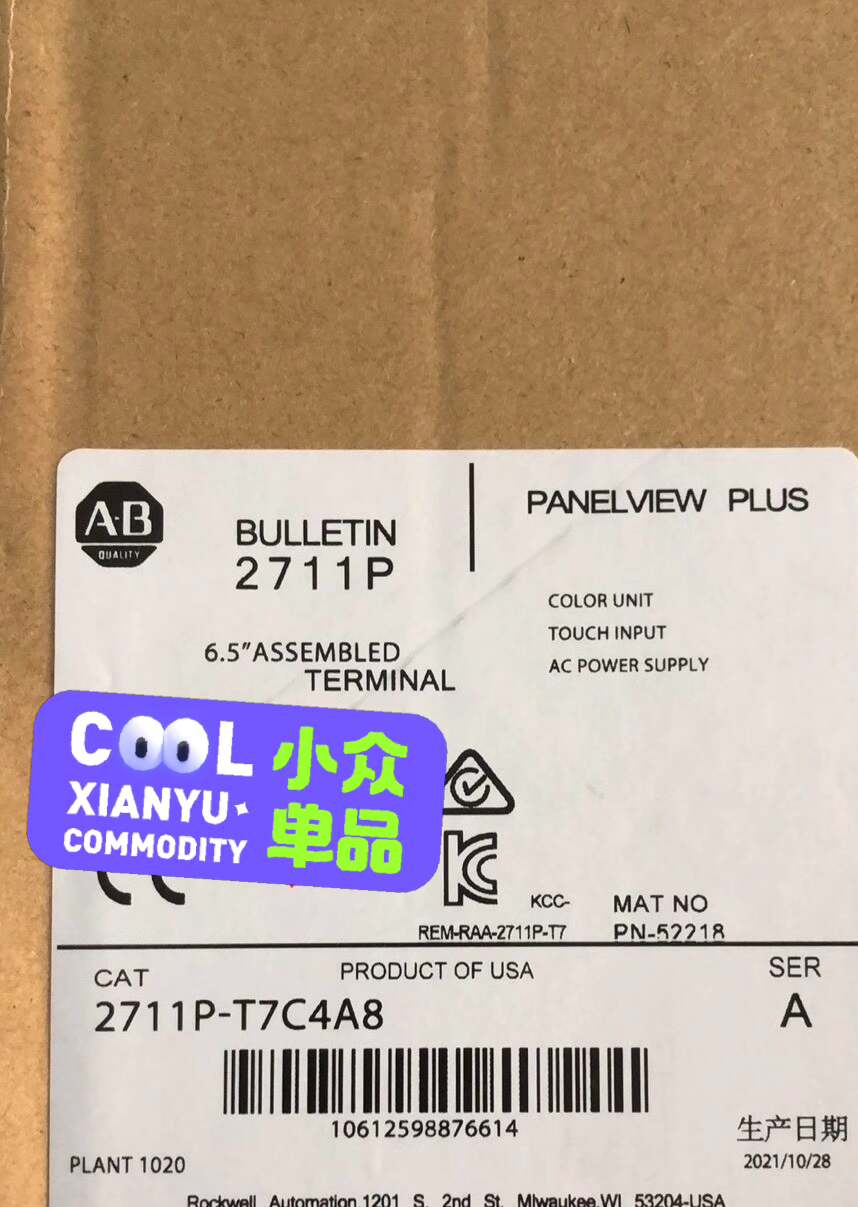 A·B
QUALITY
BULLETIN
2711P
PANELVIEW PLUS
6.5”ASSEMBLED
TERMINAL
COLOR UNIT
TOUCH INPUT
AC POWER SUPPLY
COOL
XIANYU
COMMODITY
小众
单品
KCC-
REM-RAA-2711P-T7
MAT NO
PN-52218
CAT
2711P-T7C4A8
PRODUCT OF USA
SER
A
10612598876614
生产日期
2021/10/28
PLANT 1020
Rockwell Automation,1201 S. 2nd St. Mlwaukee,WI 53204-USA